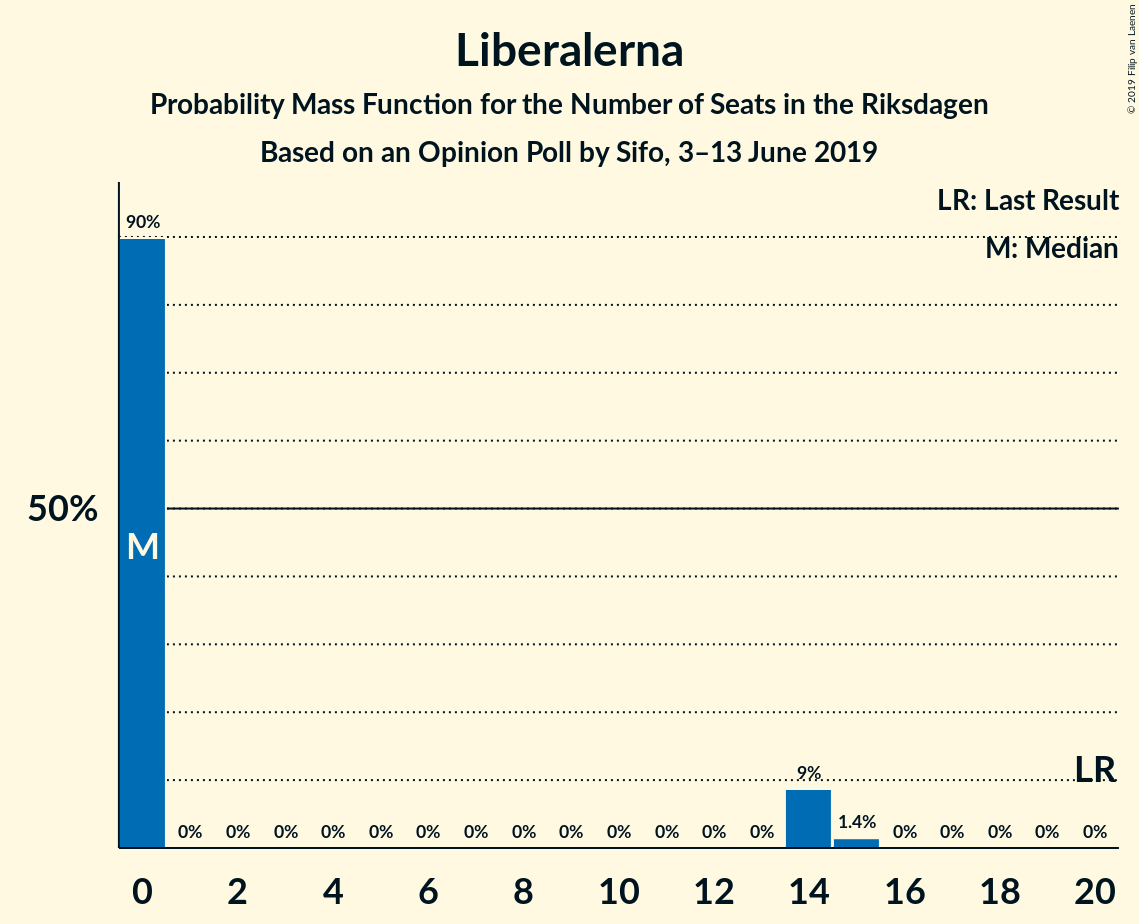 Liberalerna
Probability Mass Function for the Number of Seats in the Riksdagen
Based on an Opinion Poll by Sifo, 3–13 June 2019
© 2019 Filip van Laenen
LR: Last Result
M: Median
90%
50%
M
LR
0% 0% 0% 0% 0% 0% 0% 0% 0% 0% 0% 0% 0% 9% 1.4% 0% 0% 0% 0% 0%
0 2 4 6 8 10 12 14 16 18 20